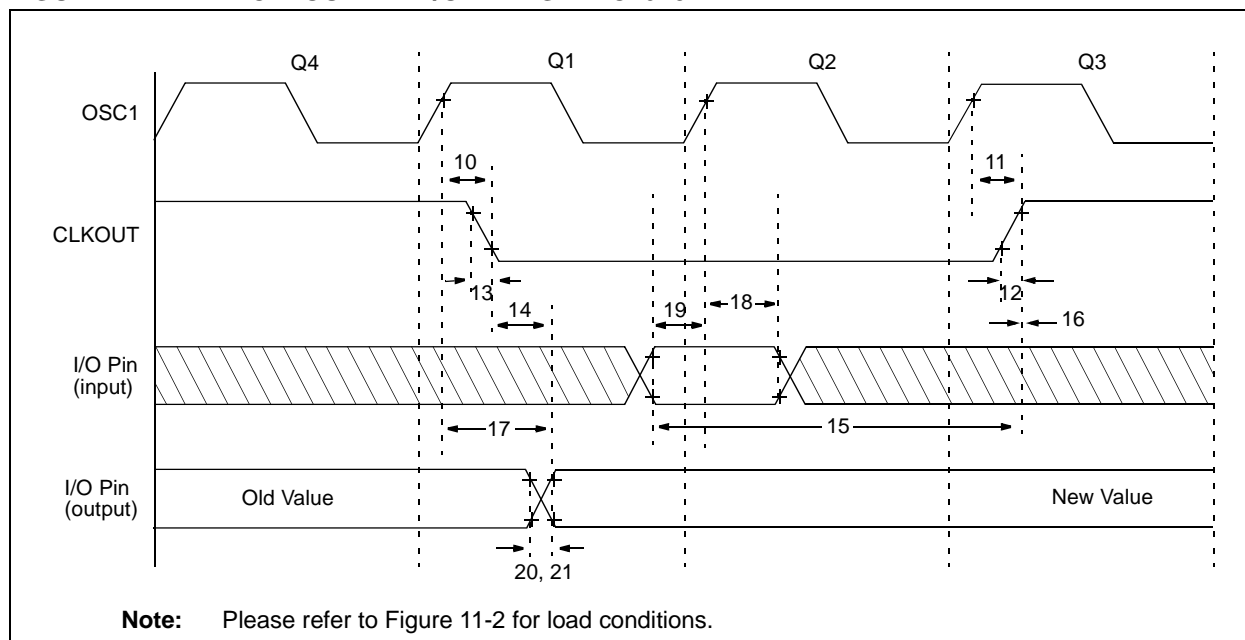 Q4 Q1 Q2 Q3
OSC1
10 11
CLKOUT
13 12
14 19 18 16
I/O Pin
(input)
17 15
I/O Pin
(output)
Old Value New Value
20, 21
Note: Please refer to Figure 11-2 for load conditions.